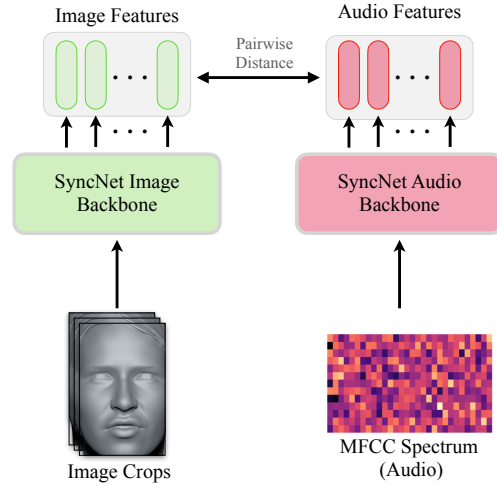 Image Features
Audio Features
Pairwise
Distance
SyncNet Image
Backbone
SyncNet Audio
Backbone
Image Crops
MFCC Spectrum
(Audio)